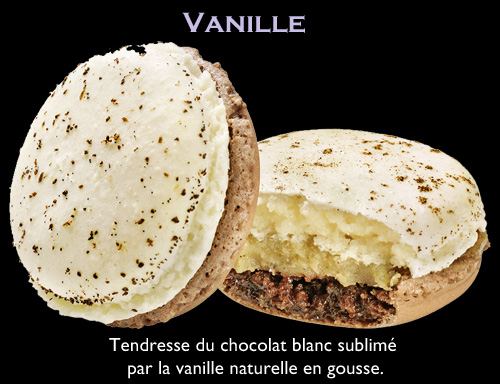 VANILLE
Tendresse du chocolat blanc sublimé
par la vanille naturelle en gousse.